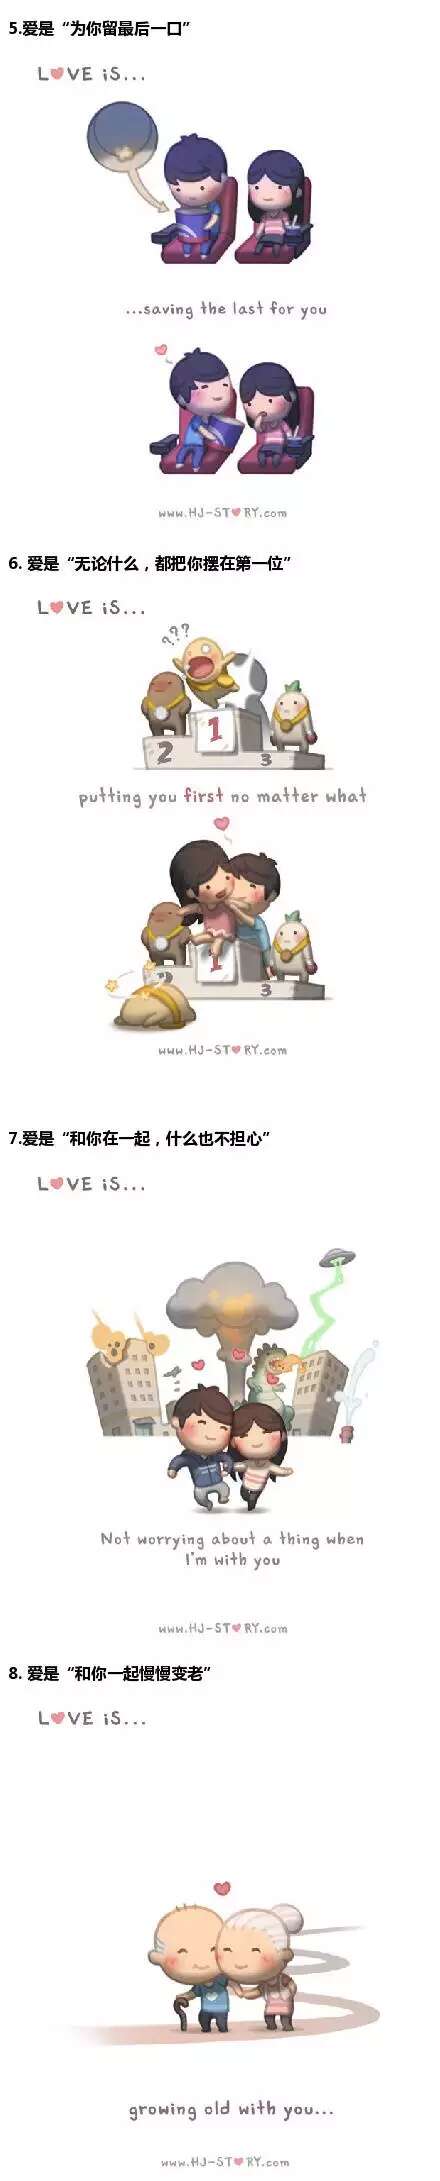 5.爱是“为你留最后一口”
LOVE iS...
...saving the last for you
www.HJ-STORY.com
6. 爱是“无论什么，都把你摆在第一位”
LOVE iS...
???
1
2
3
putting you first no matter what
1
2
3
www.HJ-STORY.com
7.爱是“和你在一起，什么也不担心”
LOVE iS...
Not worrying about a thing when
I'm with you
www.HJ-STORY.com
8. 爱是“和你一起慢慢变老”
LOVE iS...
growing old with you...
www.HJ-STORY.com